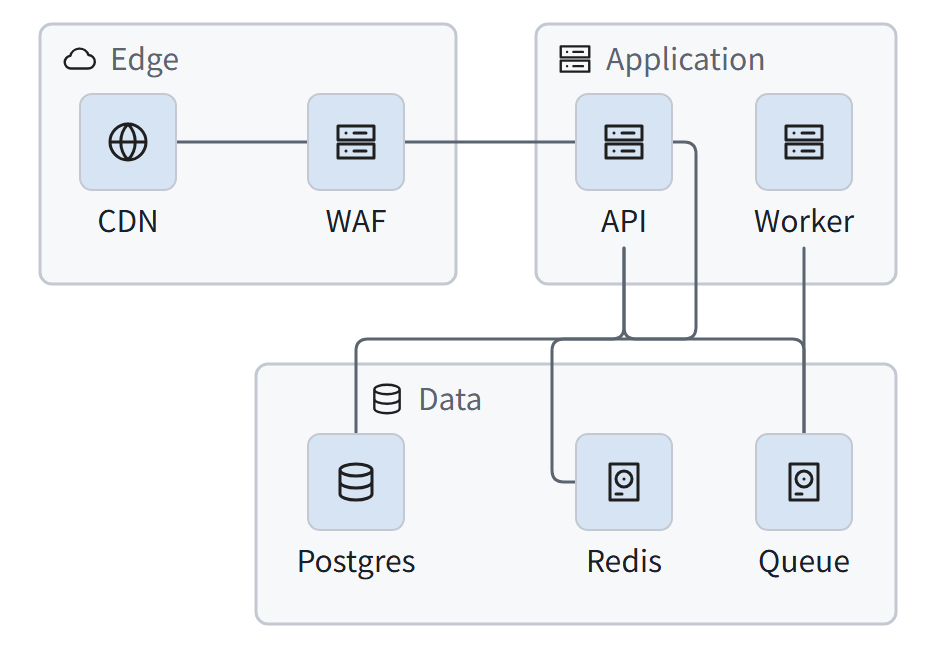 Edge
Application
CDN
WAF
API
Worker
Data
Postgres
Redis
Queue